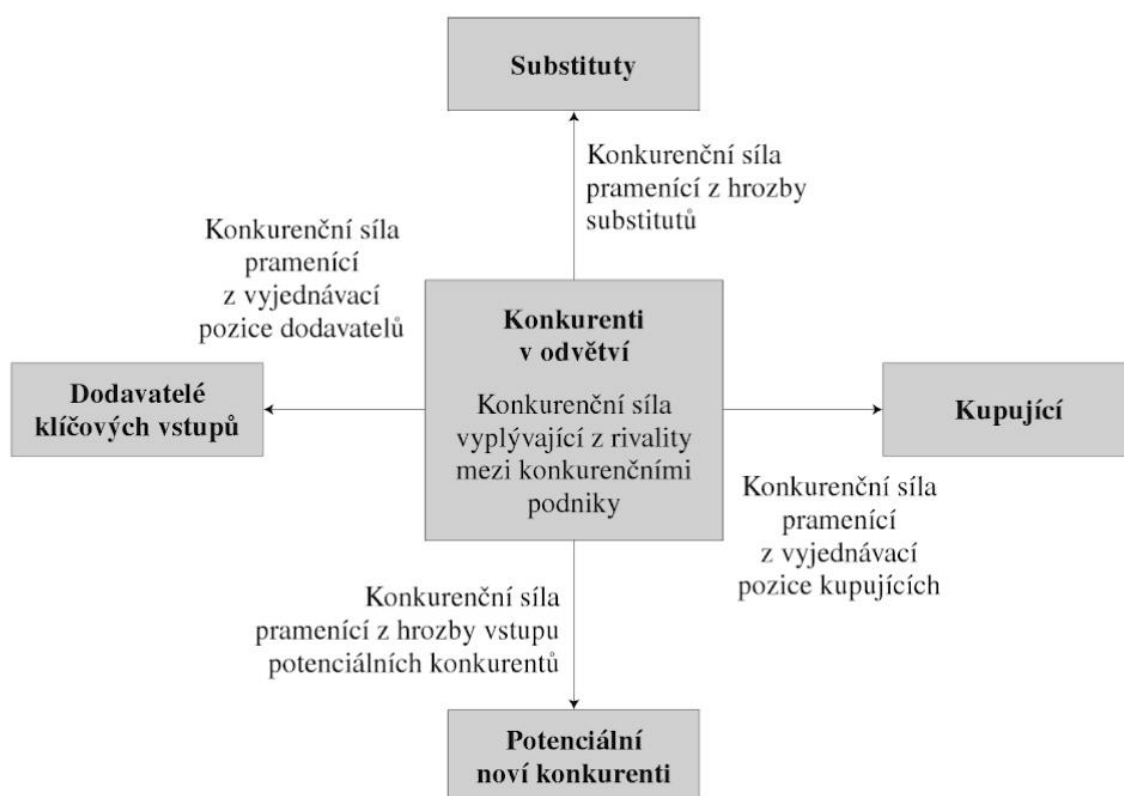 Substituty
Konkurenční síla
pramenící z hrozby
substitutů
Konkurenční síla
pramenící
z vyjednávací
pozice dodavatelů
Konkurenti
v odvětví
Konkurenční síla
vyplývající z rivality
mezi konkurenčními
podniky
Dodavatelé
klíčových vstupů
Kupující
Konkurenční síla
pramenící
z vyjednávací
pozice kupujících
Konkurenční síla
pramenící z hrozby vstupu
potenciálních konkurentů
Potenciální
noví konkurenti